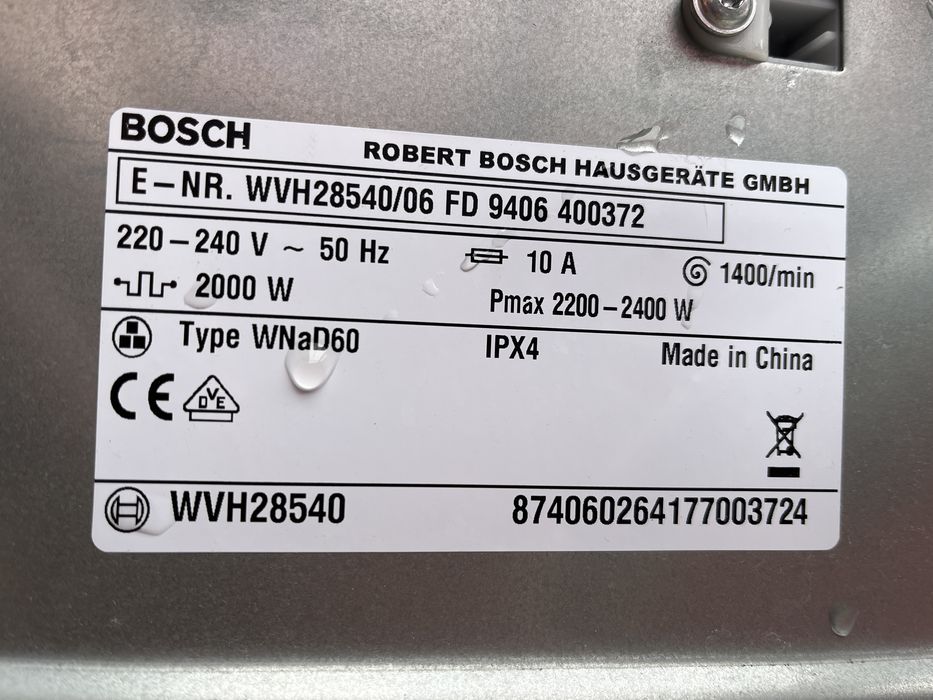 BOSCH
ROBERT BOSCH HAUSGERÄTE GMBH
E-NR. WVH28540/06 FD 9406 400372
220-240 V ~ 50 Hz 10 A 1400/min
2000 W Pmax 2200-2400 W
Type WNaD60 IPX4 Made in China
CE DVE
WVH28540 874060264177003724